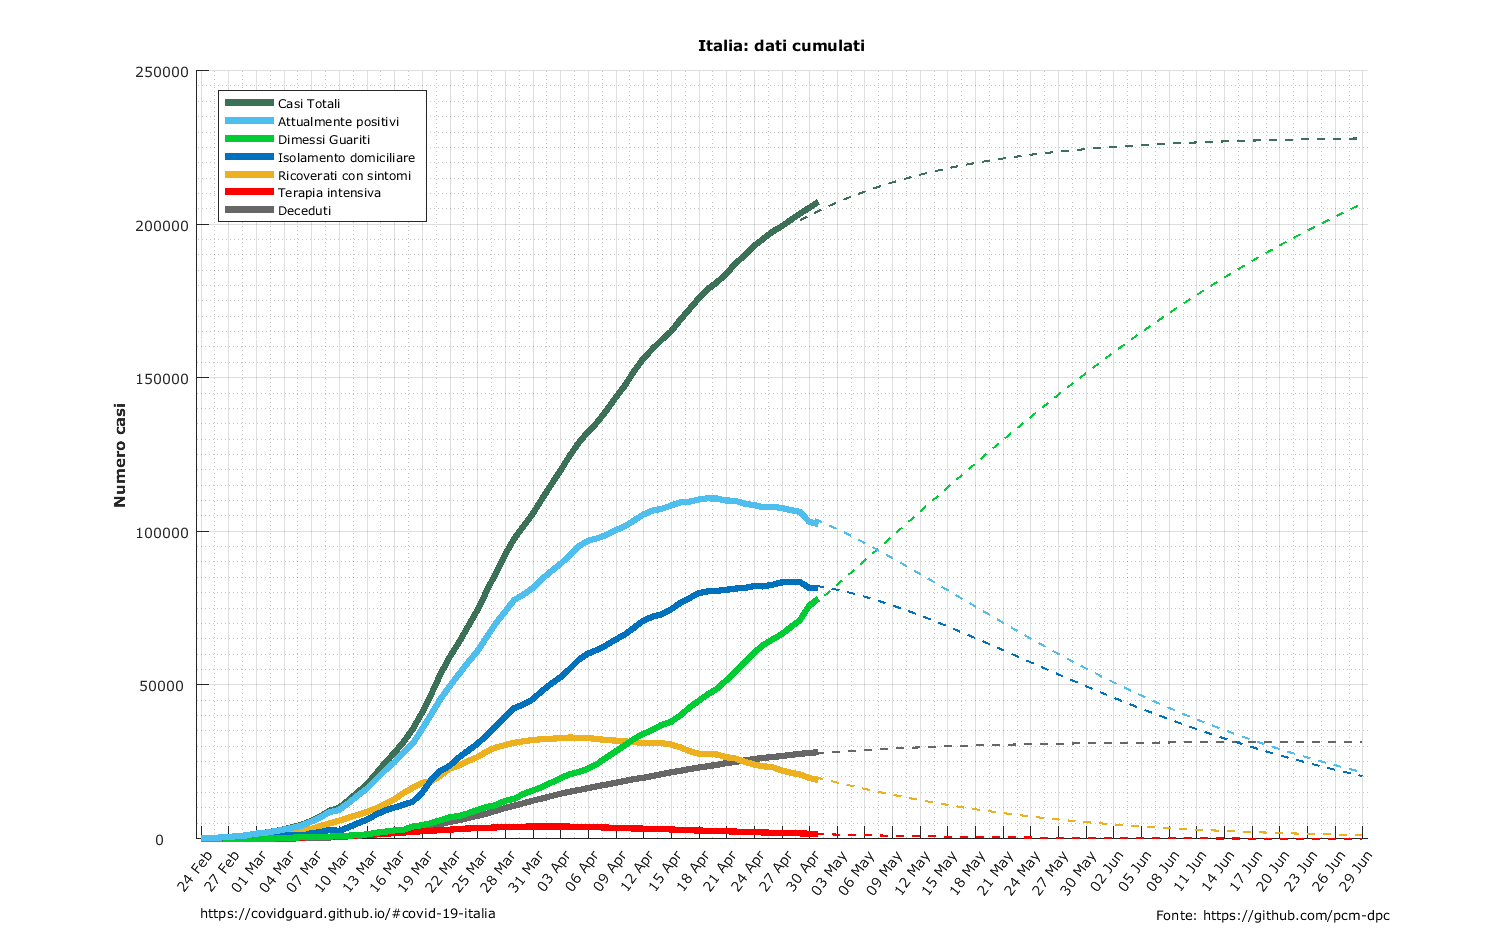 Italia: dati cumulati
250000
200000
150000
100000
50000
0
Numero casi
Casi Totali
Attualmente positivi
Dimessi Guariti
Isolamento domiciliare
Ricoverati con sintomi
Terapia intensiva
Deceduti
24 Feb
27 Feb
01 Mar
04 Mar
07 Mar
10 Mar
13 Mar
16 Mar
19 Mar
22 Mar
25 Mar
28 Mar
31 Mar
03 Apr
06 Apr
09 Apr
12 Apr
15 Apr
18 Apr
21 Apr
24 Apr
27 Apr
30 Apr
03 May
06 May
09 May
12 May
15 May
18 May
21 May
24 May
27 May
30 May
02 Jun
05 Jun
08 Jun
11 Jun
14 Jun
17 Jun
20 Jun
23 Jun
26 Jun
29 Jun
https://covidguard.github.io/#covid-19-italia
Fonte: https://github.com/pcm-dpc